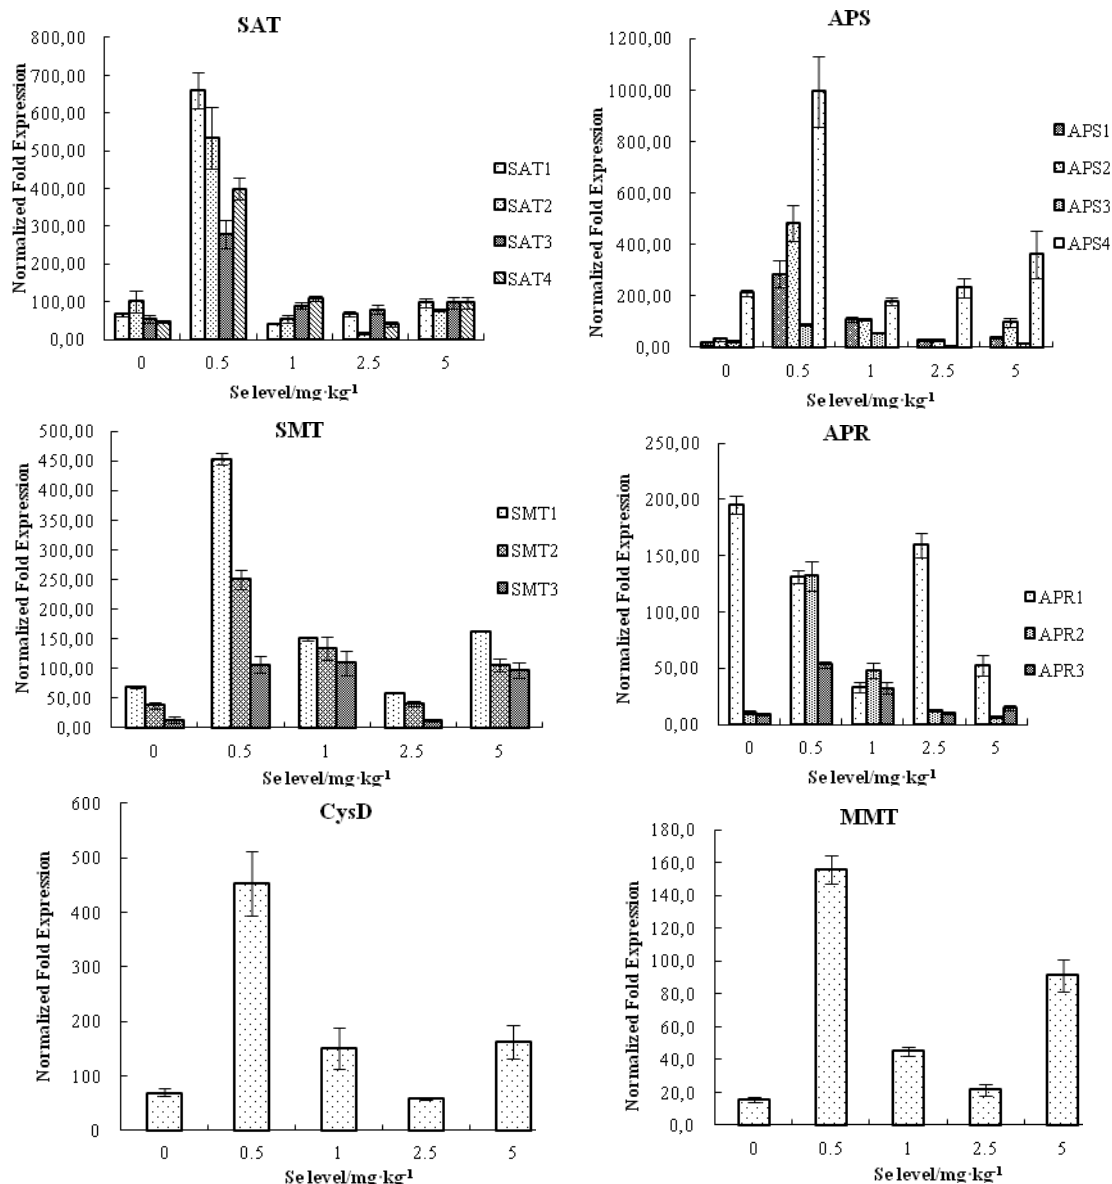 SAT
Normalized Fold Expression
800,00
700,00
600,00
500,00
400,00
300,00
200,00
100,00
0,00
0 0.5 1 2.5 5
Se level/mg·kg-1
SAT1
SAT2
SAT3
SAT4
APS
Normalized Fold Expression
1200,00
1000,00
800,00
600,00
400,00
200,00
0,00
0 0.5 1 2.5 5
Se level/mg·kg-1
APS1
APS2
APS3
APS4
SMT
Normalized Fold Expression
500,00
450,00
400,00
350,00
300,00
250,00
200,00
150,00
100,00
50,00
0,00
0 0.5 1 2.5 5
Se level/mg·kg-1
SMT1
SMT2
SMT3
APR
Normalized Fold Expression
250,00
200,00
150,00
100,00
50,00
0,00
0 0.5 1 2.5 5
Se level/mg·kg-1
APR1
APR2
APR3
CysD
Normalized Fold Expression
600
500
400
300
200
100
0
0 0.5 1 2.5 5
Se level/mg·kg-1
MMT
Normalized Fold Expression
180,0
160,0
140,0
120,0
100,0
80,0
60,0
40,0
20,0
0,0
0 0.5 1 2.5 5
Se level/mg·kg-1